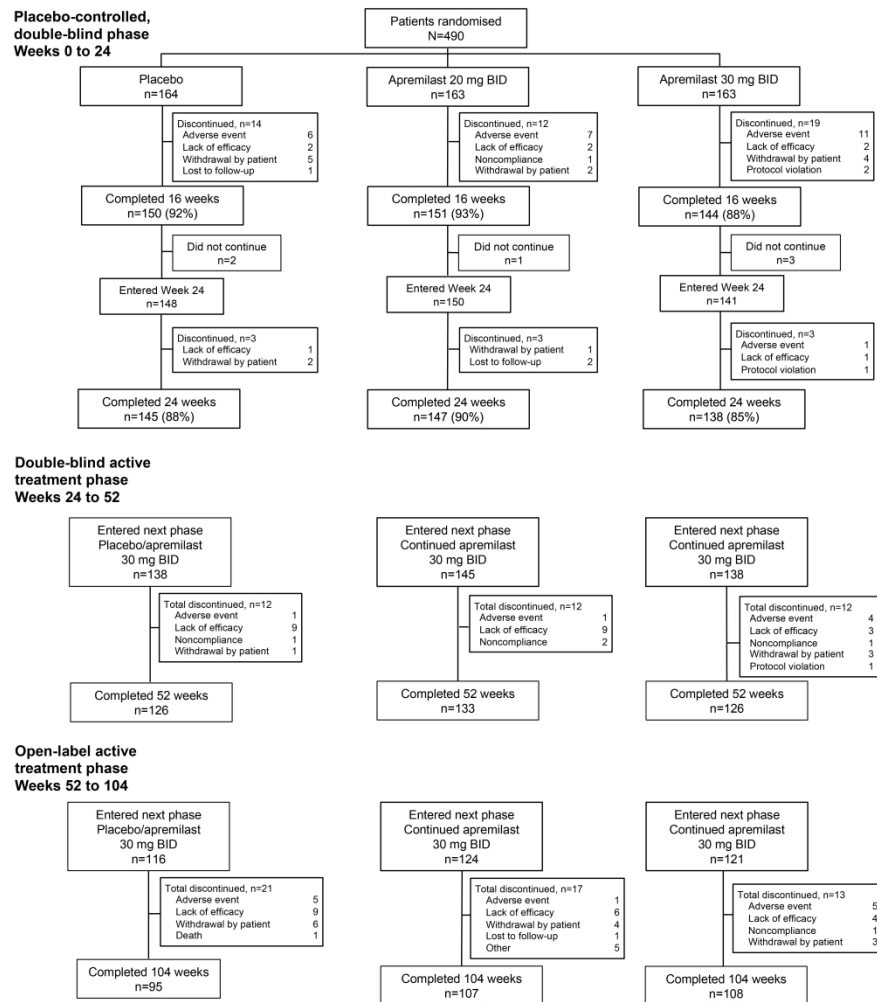 Placebo-controlled,
double-blind phase
Weeks 0 to 24
Patients randomised
N=490
Placebo
n=164
Apremilast 20 mg BID
n=163
Apremilast 30 mg BID
n=163
Discontinued, n=14
Adverse event 6
Lack of efficacy 2
Withdrawal by patient 5
Lost to follow-up 1
Discontinued, n=12
Adverse event 7
Lack of efficacy 2
Noncompliance 1
Withdrawal by patient 2
Discontinued, n=19
Adverse event 11
Lack of efficacy 2
Withdrawal by patient 4
Protocol violation 2
Completed 16 weeks
n=150 (92%)
Completed 16 weeks
n=151 (93%)
Completed 16 weeks
n=144 (88%)
Did not continue
n=2
Did not continue
n=1
Did not continue
n=3
Entered Week 24
n=148
Entered Week 24
n=150
Entered Week 24
n=141
Discontinued, n=3
Lack of efficacy 1
Withdrawal by patient 2
Discontinued, n=3
Withdrawal by patient 1
Lost to follow-up 2
Discontinued, n=3
Adverse event 1
Lack of efficacy 1
Protocol violation 1
Completed 24 weeks
n=145 (88%)
Completed 24 weeks
n=147 (90%)
Completed 24 weeks
n=138 (85%)
Double-blind active
treatment phase
Weeks 24 to 52
Entered next phase
Placebo/apremilast
30 mg BID
n=138
Entered next phase
Continued apremilast
30 mg BID
n=145
Entered next phase
Continued apremilast
30 mg BID
n=138
Total discontinued, n=12
Adverse event 1
Lack of efficacy 9
Noncompliance 1
Withdrawal by patient 1
Total discontinued, n=12
Adverse event 1
Lack of efficacy 9
Noncompliance 2
Total discontinued, n=12
Adverse event 4
Lack of efficacy 3
Noncompliance 1
Withdrawal by patient 3
Protocol violation 1
Completed 52 weeks
n=126
Completed 52 weeks
n=133
Completed 52 weeks
n=126
Open-label active
treatment phase
Weeks 52 to 104
Entered next phase
Placebo/apremilast
30 mg BID
n=116
Entered next phase
Continued apremilast
30 mg BID
n=124
Entered next phase
Continued apremilast
30 mg BID
n=121
Total discontinued, n=21
Adverse event 5
Lack of efficacy 9
Withdrawal by patient 6
Death 1
Total discontinued, n=17
Adverse event 1
Lack of efficacy 6
Withdrawal by patient 4
Lost to follow-up 1
Other 5
Total discontinued, n=13
Adverse event 5
Lack of efficacy 4
Noncompliance 1
Withdrawal by patient 3
Completed 104 weeks
n=95
Completed 104 weeks
n=107
Completed 104 weeks
n=108